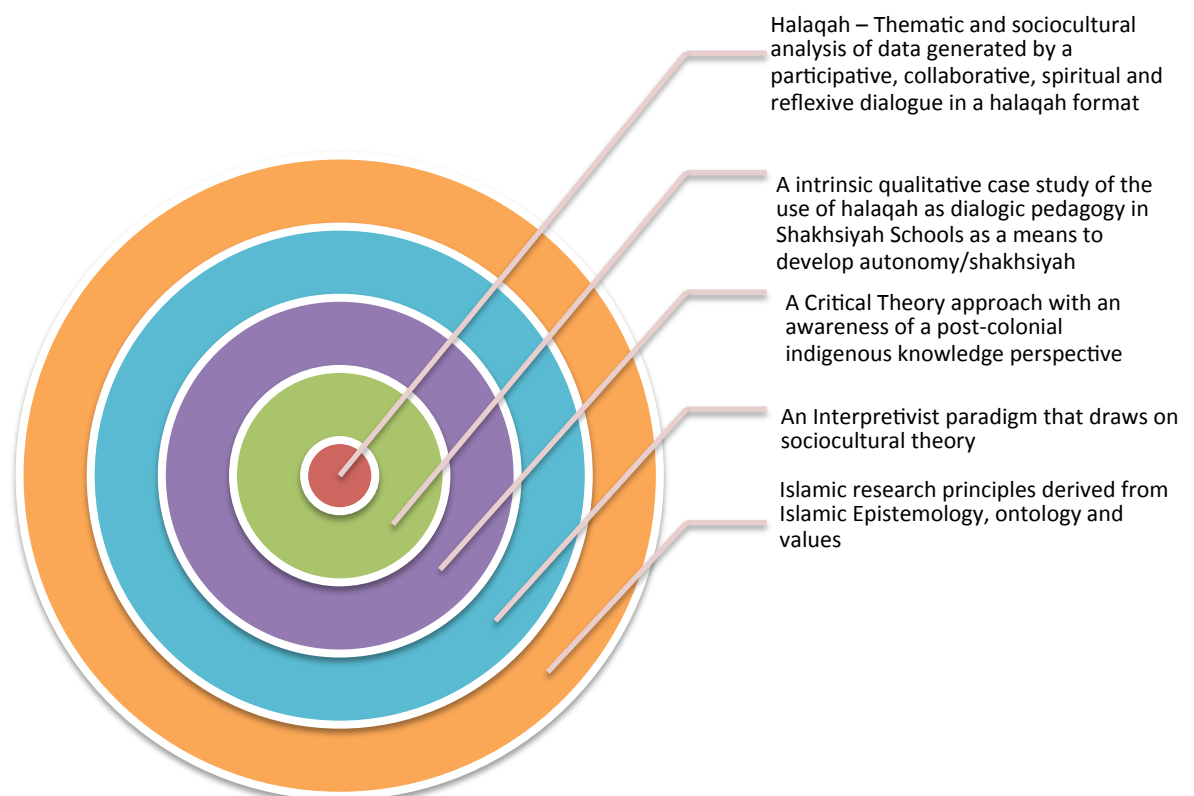 Halaqah – Thematic and sociocultural
analysis of data generated by a
participative, collaborative, spiritual and
reflexive dialogue in a halaqah format
A intrinsic qualitative case study of the
use of halaqah as dialogic pedagogy in
Shakhsiyah Schools as a means to
develop autonomy/shakhsiyah
A Critical Theory approach with an
awareness of a post-colonial
indigenous knowledge perspective
An Interpretivist paradigm that draws on
sociocultural theory
Islamic research principles derived from
Islamic Epistemology, ontology and
values